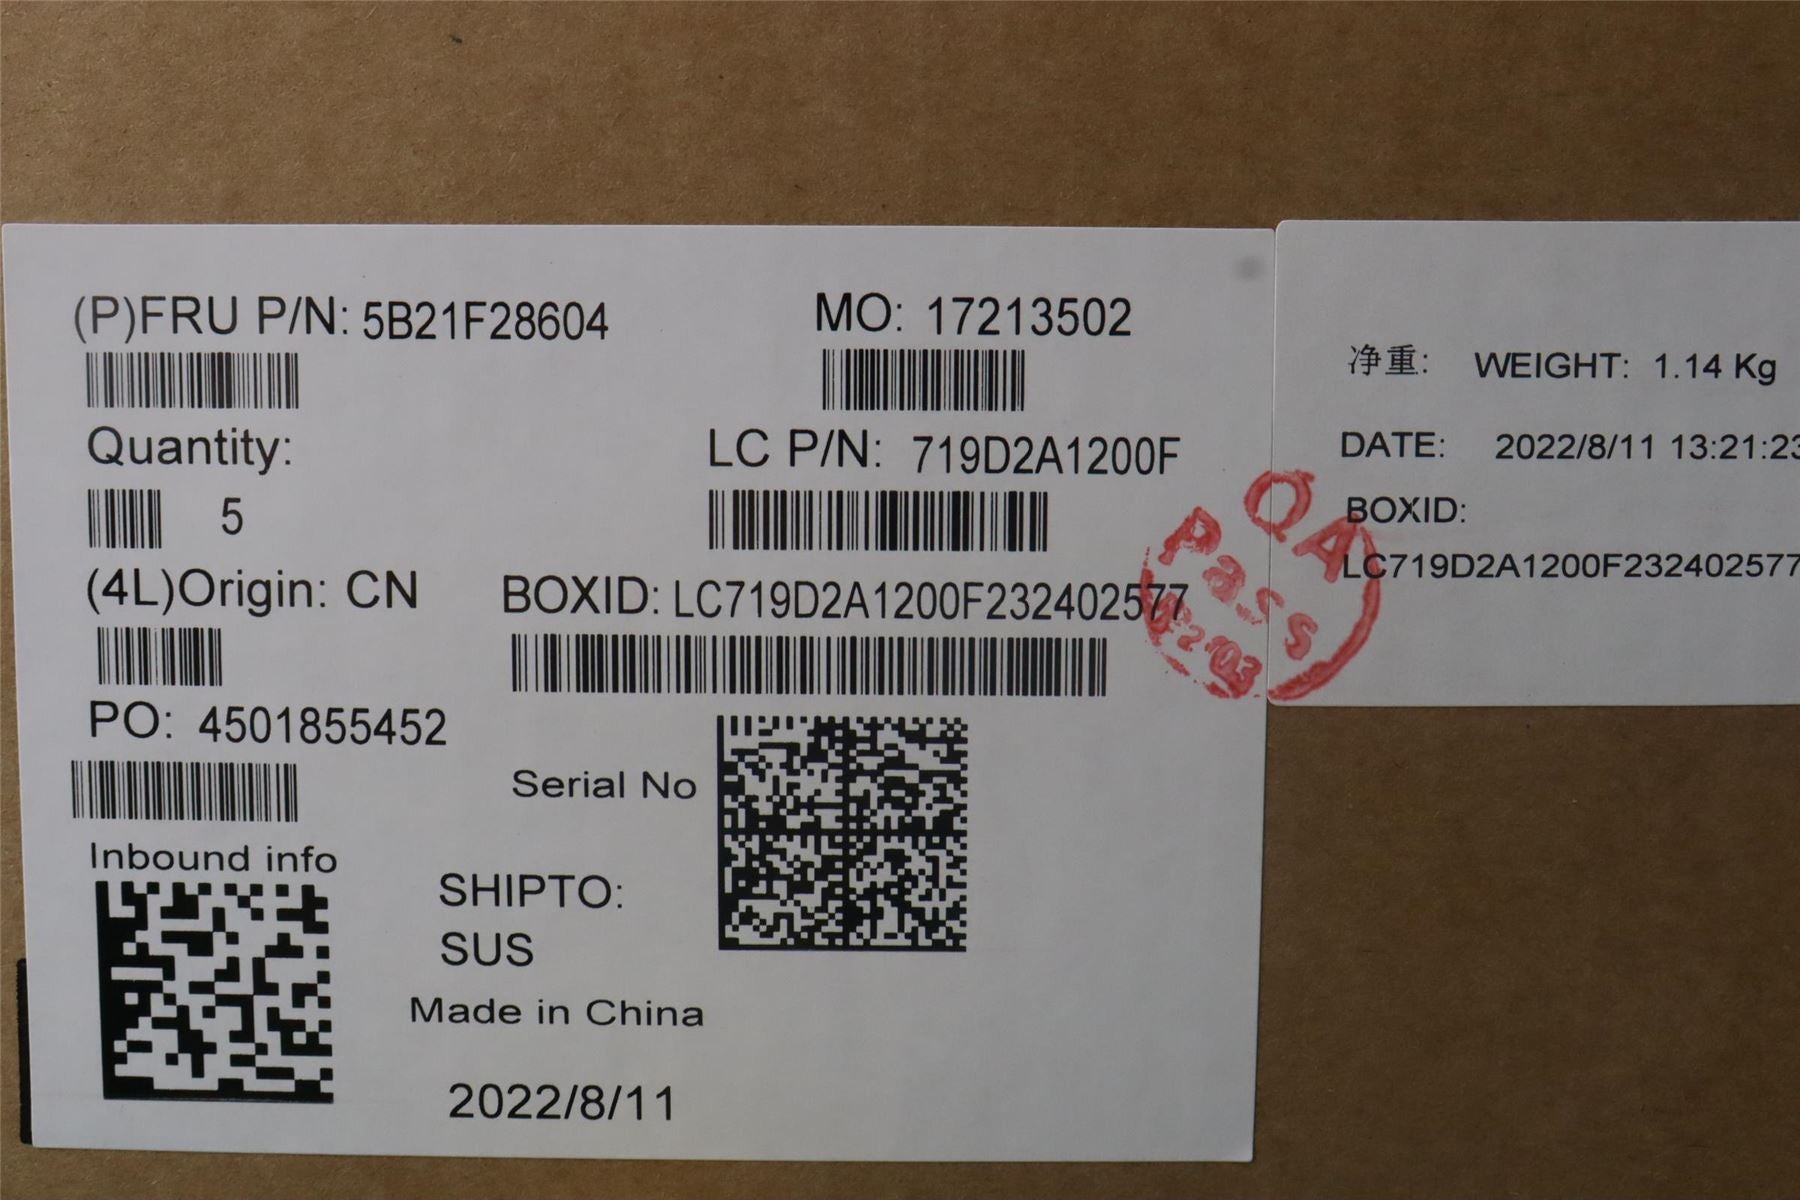 (P)FRU P/N: 5B21F28604
MO: 17213502
Quantity:
5
LC P/N: 719D2A1200F
(4L)Origin: CN
BOXID: LC719D2A1200F232402577
PO: 4501855452
Serial No
Inbound info
SHIPTO:
SUS
Made in China
2022/8/11
净重: WEIGHT: 1.14 Kg
DATE: 2022/8/11 13:21:23
BOXID:
LC719D2A1200F232402577
QA
Pass